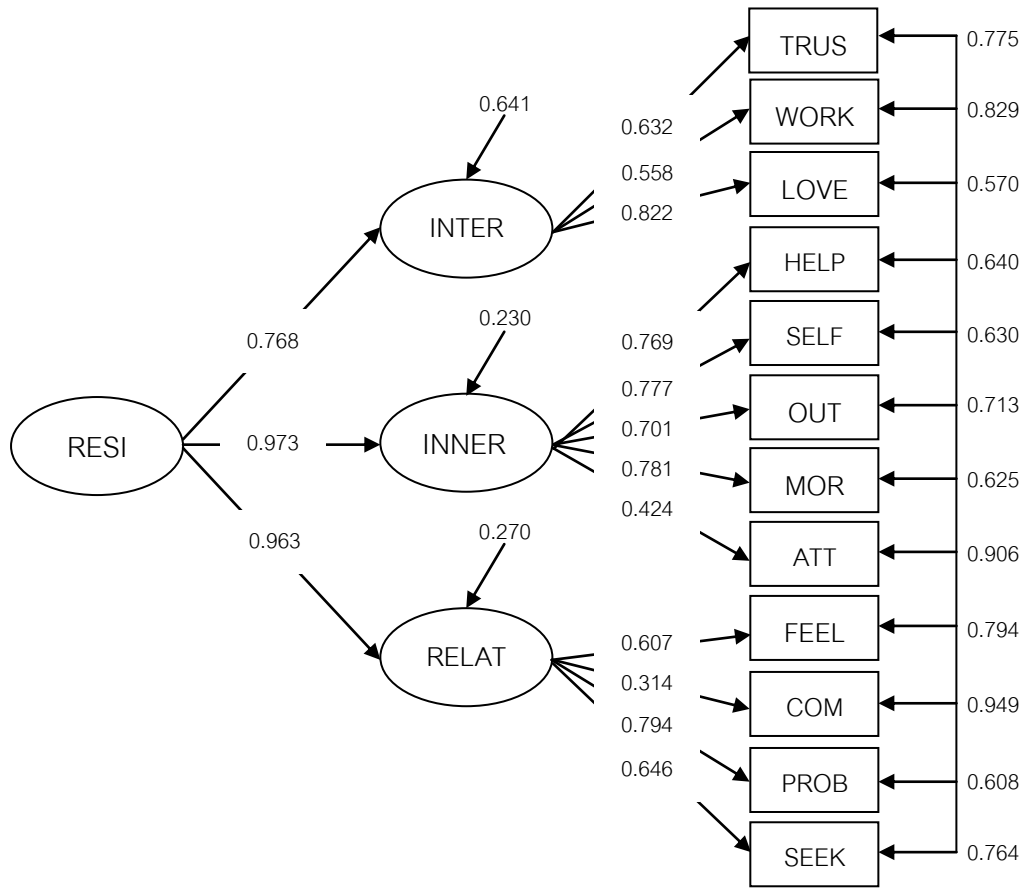 TRUS 0.775
0.641
WORK 0.829
0.632
0.558
LOVE 0.570
0.822
INTER
HELP 0.640
0.230
SELF 0.630
0.768
0.769
0.777
OUT 0.713
0.701
RESI
0.973
INNER
0.781
MOR 0.625
0.424
0.963
0.270
ATT 0.906
FEEL 0.794
0.607
RELAT
0.314
COM 0.949
0.794
0.646
PROB 0.608
SEEK 0.764